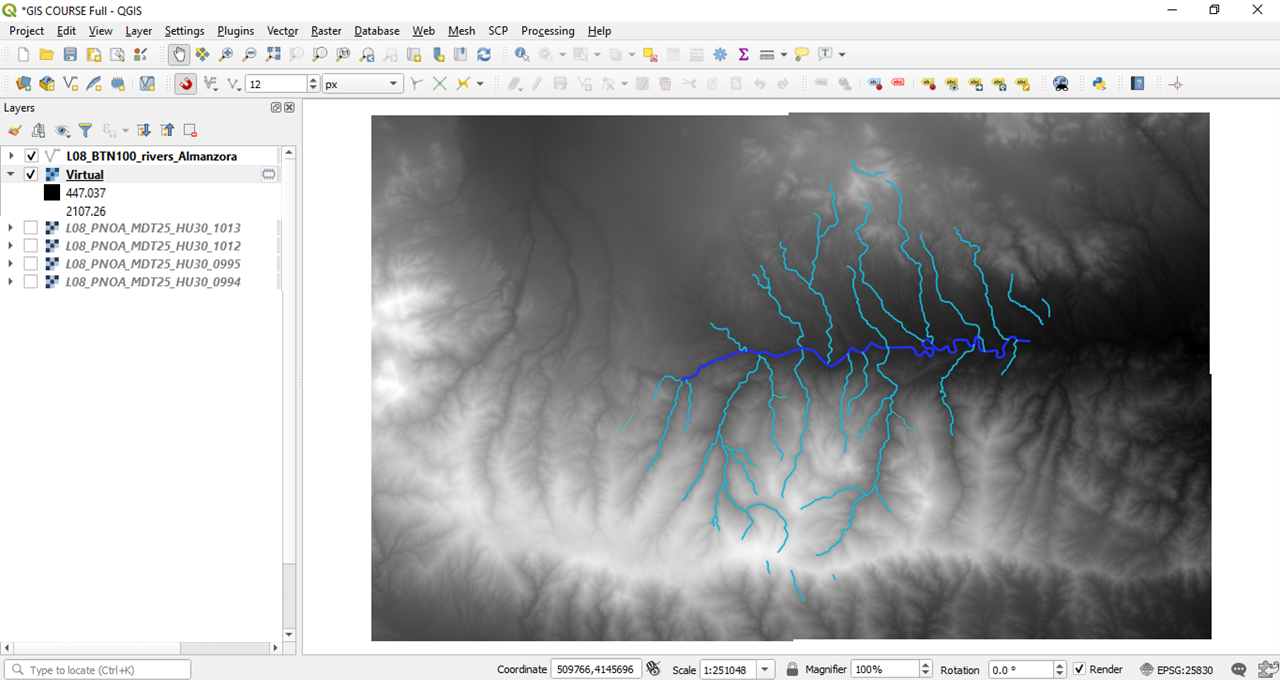 *GIS COURSE Full - QGIS
Project Edit View Layer Settings Plugins Vector Raster Database Web Mesh SCP Processing Help
12 px
Layers
L08_BTN100_rivers_Almanzora
Virtual
447.037
2107.26
L08_PNOA_MDT25_HU30_1013
L08_PNOA_MDT25_HU30_1012
L08_PNOA_MDT25_HU30_0995
L08_PNOA_MDT25_HU30_0994
Type to locate (Ctrl+K) Coordinate 509766,4145696 Scale 1:251048 Magnifier 100% Rotation 0.0 ° Render EPSG:25830